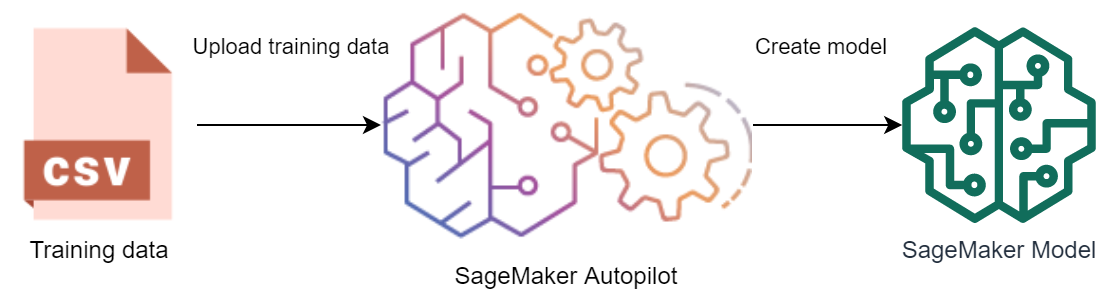 Upload training data
Create model
CSV
Training data
SageMaker Autopilot
SageMaker Model